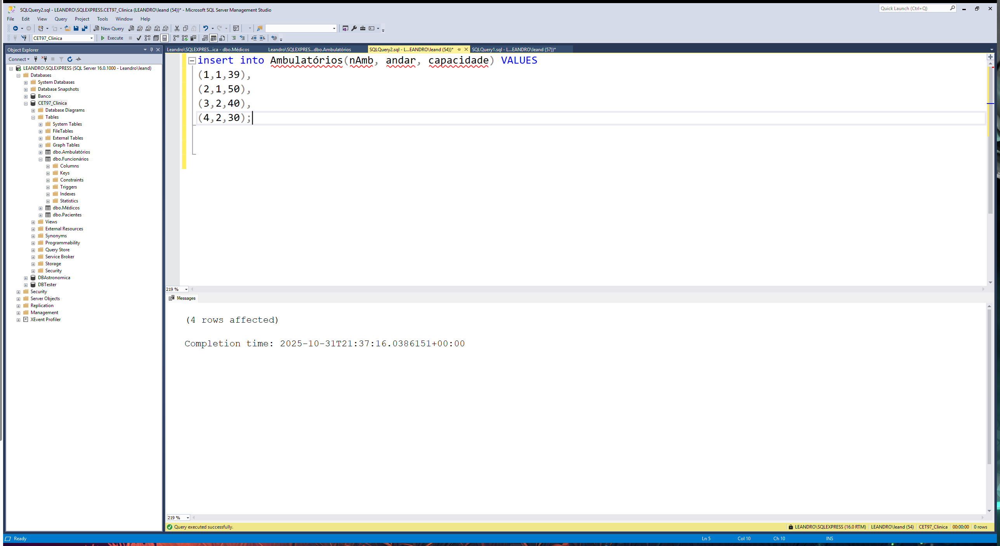 SQLQuery2.sql - LEANDRO\SQLEXPRESS.CET97_Clinica (LEANDRO\leand (54))* - Microsoft SQL Server Management Studio
Quick Launch (Ctrl+Q)
File Edit View Query Project Tools Window Help
New Query
CET97_Clinica
Execute
Object Explorer
Connect
LEANDRO\SQLEXPRESS (SQL Server 16.0.1000 - Leandro\leand)
Databases
System Databases
Database Snapshots
Banco
CET97_Clinica
Database Diagrams
Tables
System Tables
FileTables
External Tables
Graph Tables
dbo.Ambulatórios
dbo.Funcionários
Columns
Keys
Constraints
Triggers
Indexes
Statistics
dbo.Médicos
dbo.Pacientes
Views
External Resources
Synonyms
Programmability
Query Store
Service Broker
Storage
Security
DBAstronomica
DBTester
Security
Server Objects
Replication
Management
XEvent Profiler
Leandro\SQLEXPRES...ica - dbo.Médicos
Leandro\SQLEXPRES...dbo.Ambulatórios
SQLQuery2.sql - L...EANDRO\leand (54))*
SQLQuery1.sql - L...EANDRO\leand (57))*
insert into Ambulatórios(nAmb, andar, capacidade) VALUES
(1,1,39),
(2,1,50),
(3,2,40),
(4,2,30);
219 %
Messages
(4 rows affected)
Completion time: 2025-10-31T21:37:16.0386151+00:00
219 %
Query executed successfully.
LEANDRO\SQLEXPRESS (16.0 RTM) LEANDRO\leand (54) CET97_Clinica 00:00:00 0 rows
Ready
Ln 5 Col 10 Ch 10 INS